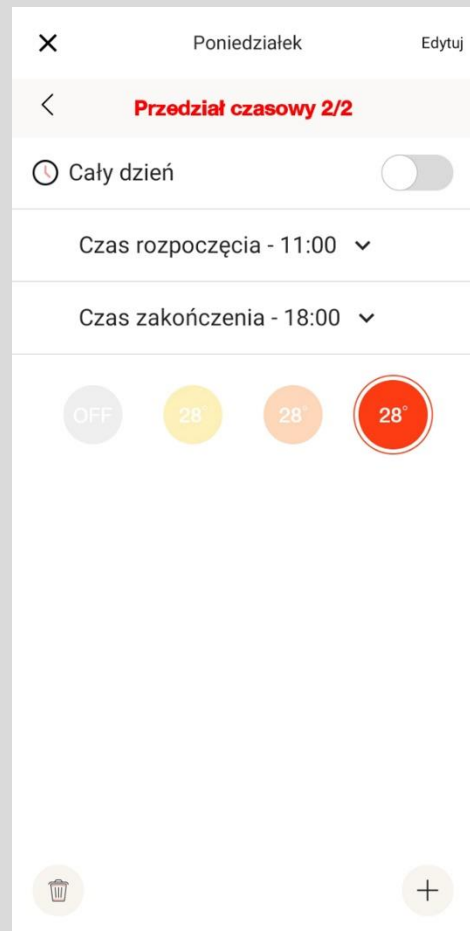 Poniedziałek Edytuj
Przedział czasowy 2/2
Cały dzień
Czas rozpoczęcia - 11:00
Czas zakończenia - 18:00
OFF 28° 28° 28°